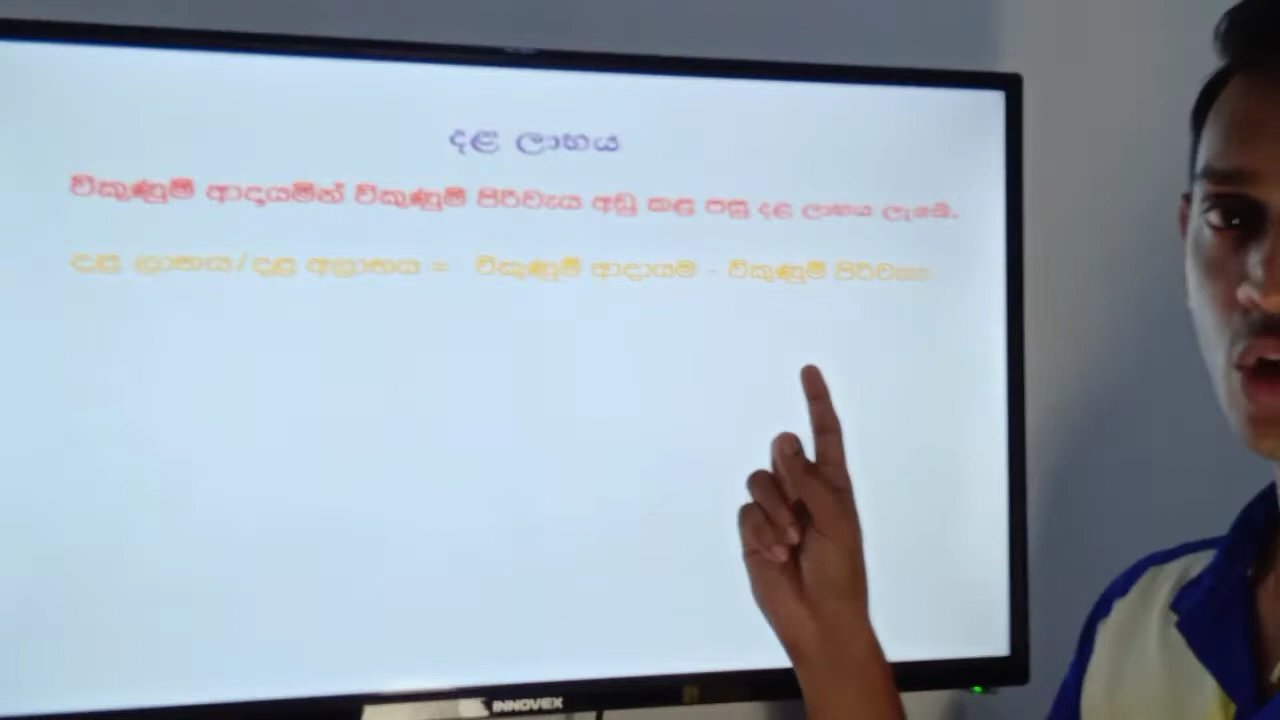 දළ ලාභය
විකුණුම් ආදායමින් විකුණුම් පිරිවැය අඩු කළ පසු දළ ලාභය ලැබේ.
දළ ලාභය/දළ අලාභය = විකුණුම් ආදායම - විකුණුම් පිරිවැය
INNOVEX